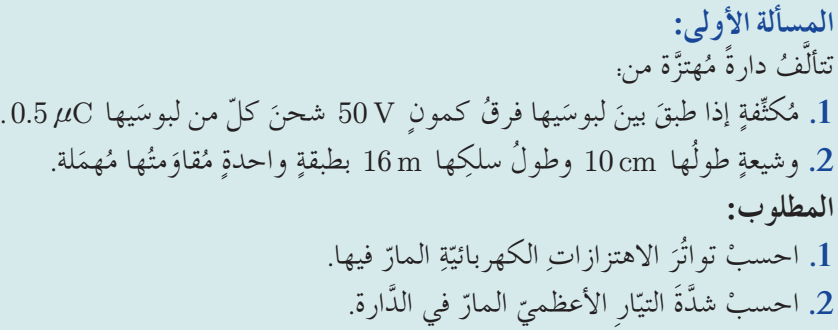 المسألة الأولى:
تتألَّفُ دارةً مُهتزَّة من:
1. مُكثِّفةٍ إذا طبقَ بينَ لبوسَيها فرقُ كمونٍ 50 V شحنَ كلّ من لبوسَيها 0.5 μC.
2. وشيعةٍ طولُها 10 cm وطولُ سلكِها 16 m بطبقةٍ واحدةٍ مُقاوَمتُها مُهمَلة.
المطلوب:
1. احسبْ تواتُرَ الاهتزازاتِ الكهربائيّةِ المارّ فيها.
2. احسبْ شدَّةَ التيّارِ الأعظميّ المارّ في الدَّارة.